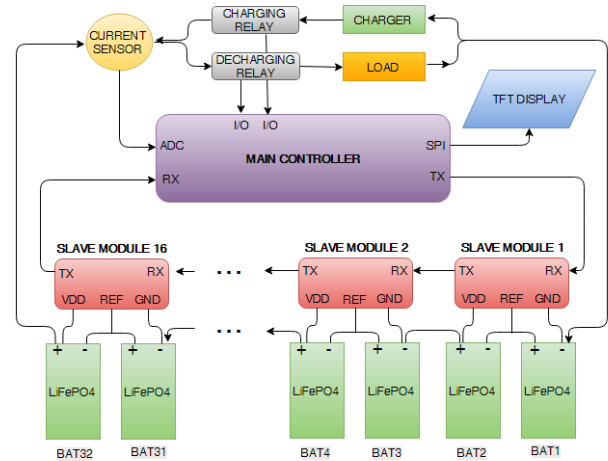 CHARGING
RELAY
CHARGER
CURRENT
SENSOR
DECHARGING
RELAY
LOAD
TFT DISPLAY
I/O I/O
ADC
SPI
MAIN CONTROLLER
RX
TX
SLAVE MODULE 16
SLAVE MODULE 2
SLAVE MODULE 1
TX RX
...
TX RX
TX RX
VDD REF GND
VDD REF GND
VDD REF GND
...
+ - + -
+ - + -
+ - + -
LiFePO4 LiFePO4
LiFePO4 LiFePO4
LiFePO4 LiFePO4
BAT32 BAT31
BAT4 BAT3
BAT2 BAT1